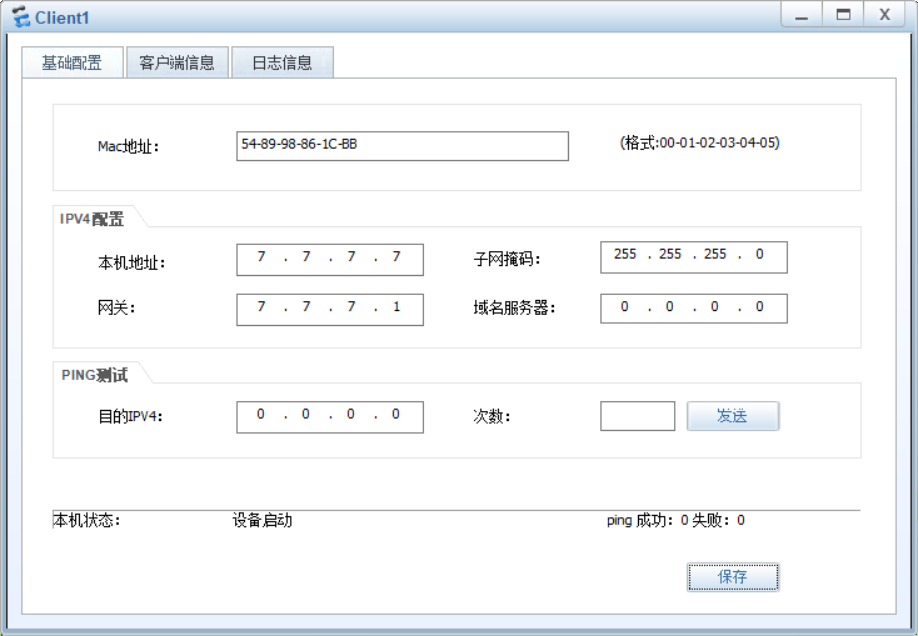 Client1
基础配置 客户端信息 日志信息
Mac地址： 54-89-98-86-1C-BB (格式:00-01-02-03-04-05)
IPV4配置
本机地址： 7 . 7 . 7 . 7 子网掩码： 255 . 255 . 255 . 0
网关： 7 . 7 . 7 . 1 域名服务器： 0 . 0 . 0 . 0
PING测试
目的IPV4： 0 . 0 . 0 . 0 次数： 发送
本机状态： 设备启动 ping 成功： 0 失败： 0
保存